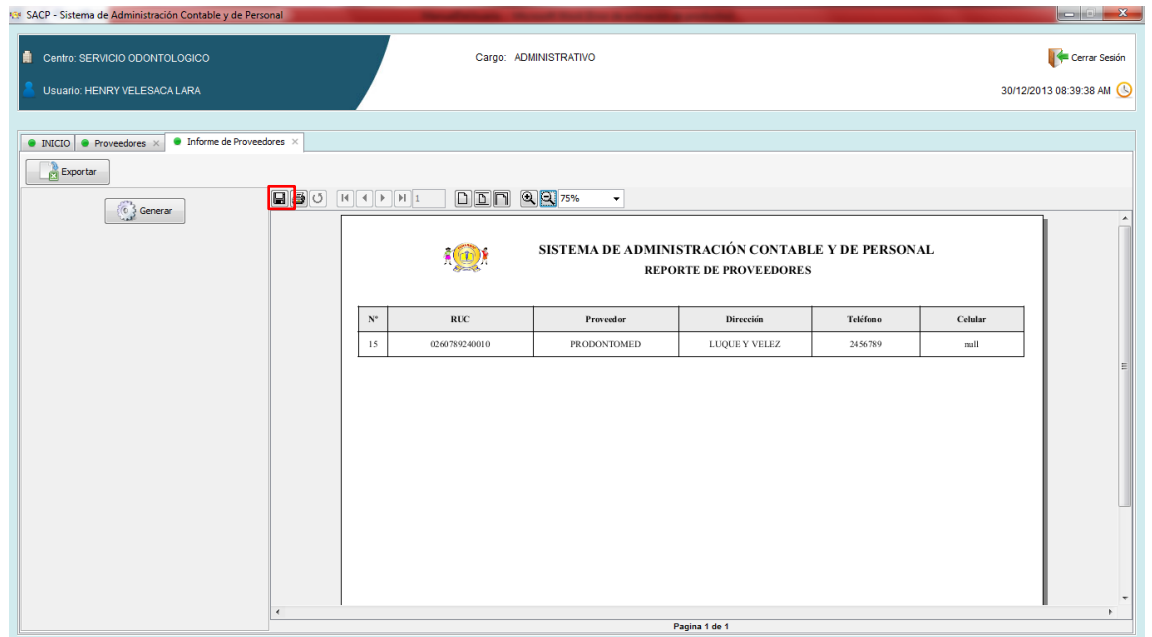 SACP - Sistema de Administración Contable y de Personal
Centro: SERVICIO ODONTOLOGICO
Cargo: ADMINISTRATIVO
Cerrar Sesión
Usuario: HENRY VELESACA LARA
30/12/2013 08:39:38 AM
INICIO Proveedores Informe de Proveedores
Exportar
Generar
1 75%
SISTEMA DE ADMINISTRACIÓN CONTABLE Y DE PERSONAL
REPORTE DE PROVEEDORES
Nº RUC Proveedor Dirección Teléfono Celular
15 0260789240010 PRODONTOMED LUQUE Y VELEZ 2456789 null
Pagina 1 de 1